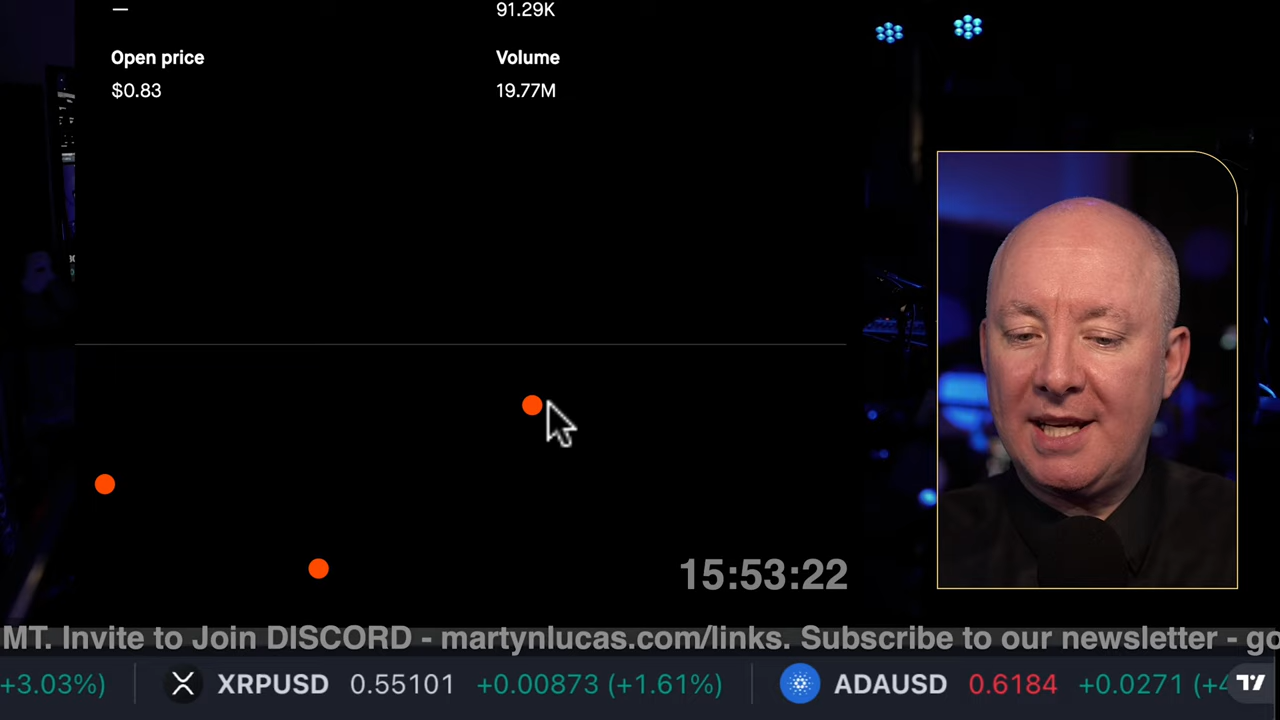 —
91.29K
Open price
Volume
$0.83
19.77M
15:53:22
MT. Invite to Join DISCORD - martynlucas.com/links. Subscribe to our newsletter - go
+3.03%)
XRPUSD 0.55101 +0.00873 (+1.61%)
ADAUSD 0.6184 +0.0271 (+4